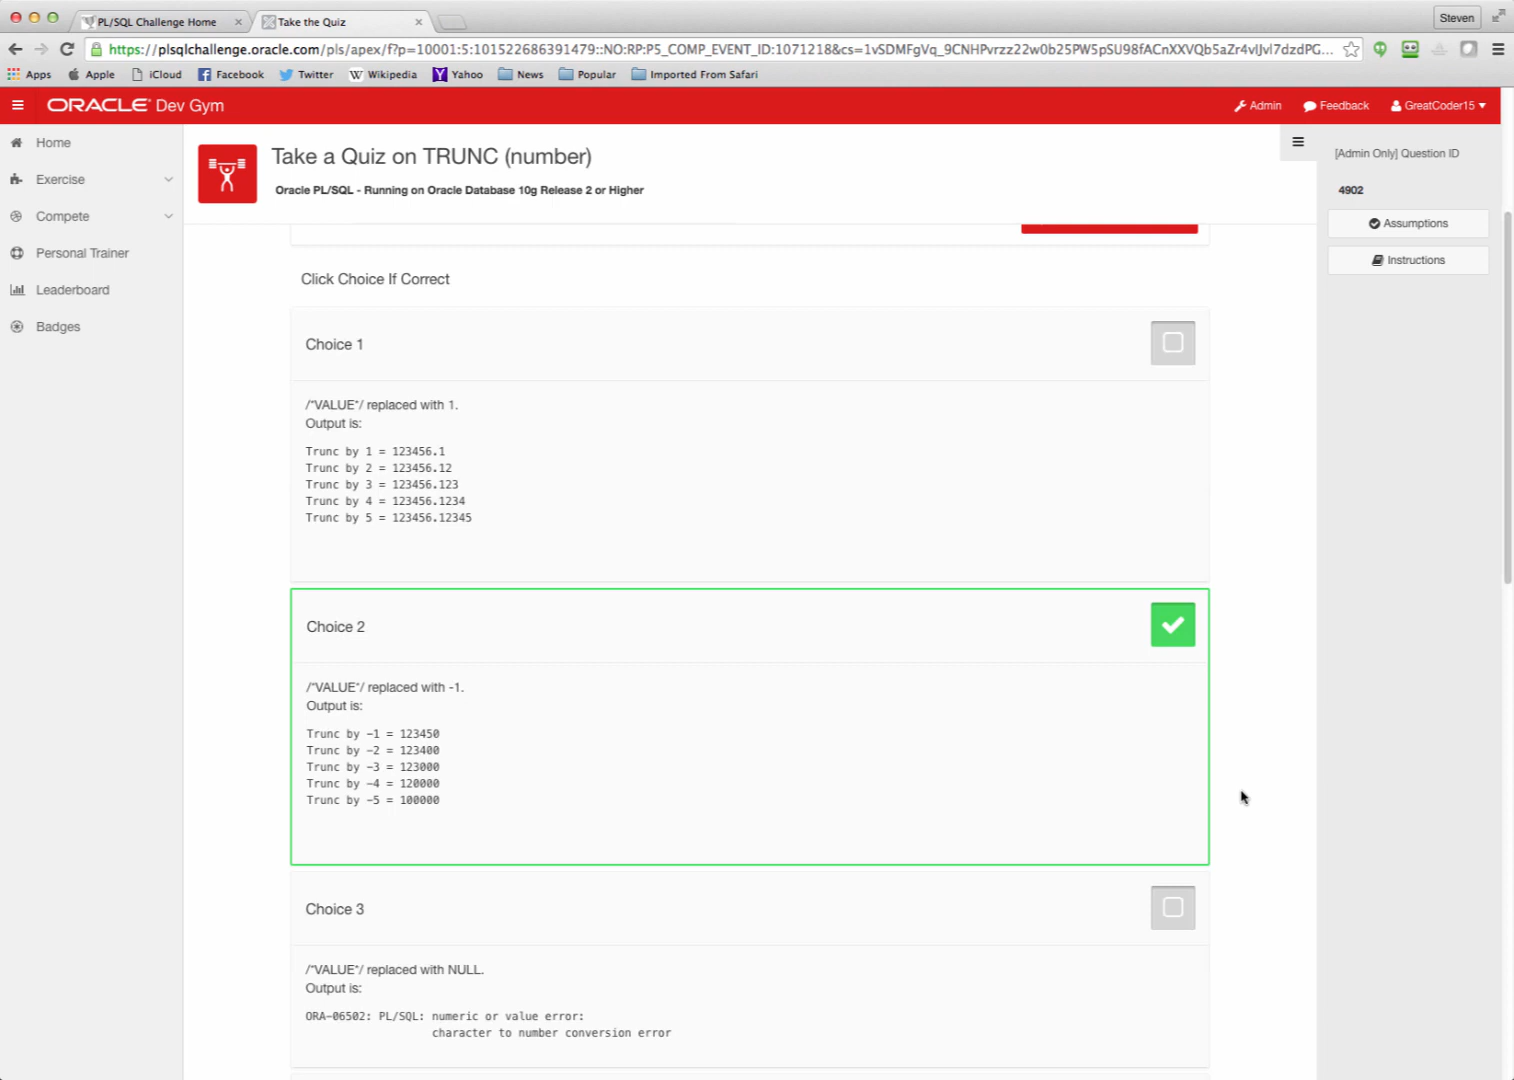 PL/SQL Challenge Home
Take the Quiz
Steven
https://plsqlchallenge.oracle.com/pls/apex/f?p=10001:5:101522686391479::NO:RP:P5_COMP_EVENT_ID:1071218&cs=1vSDMFgVq_9CNHPvrzz22w0b25PW5pSU98fACnXXVQb5aZr4vlJvl7dzdPG...
Apps
Apple
iCloud
Facebook
Twitter
Wikipedia
Yahoo
News
Popular
Imported From Safari
ORACLE Dev Gym
Admin
Feedback
GreatCoder15
Home
Exercise
Compete
Personal Trainer
Leaderboard
Badges
Take a Quiz on TRUNC (number)
Oracle PL/SQL - Running on Oracle Database 10g Release 2 or Higher
[Admin Only] Question ID
4902
Assumptions
Instructions
Click Choice If Correct
Choice 1
/*VALUE*/ replaced with 1.
Output is:
Trunc by 1 = 123456.1
Trunc by 2 = 123456.12
Trunc by 3 = 123456.123
Trunc by 4 = 123456.1234
Trunc by 5 = 123456.12345
Choice 2
/*VALUE*/ replaced with -1.
Output is:
Trunc by -1 = 123450
Trunc by -2 = 123400
Trunc by -3 = 123000
Trunc by -4 = 120000
Trunc by -5 = 100000
Choice 3
/*VALUE*/ replaced with NULL.
Output is:
ORA-06502: PL/SQL: numeric or value error:
character to number conversion error